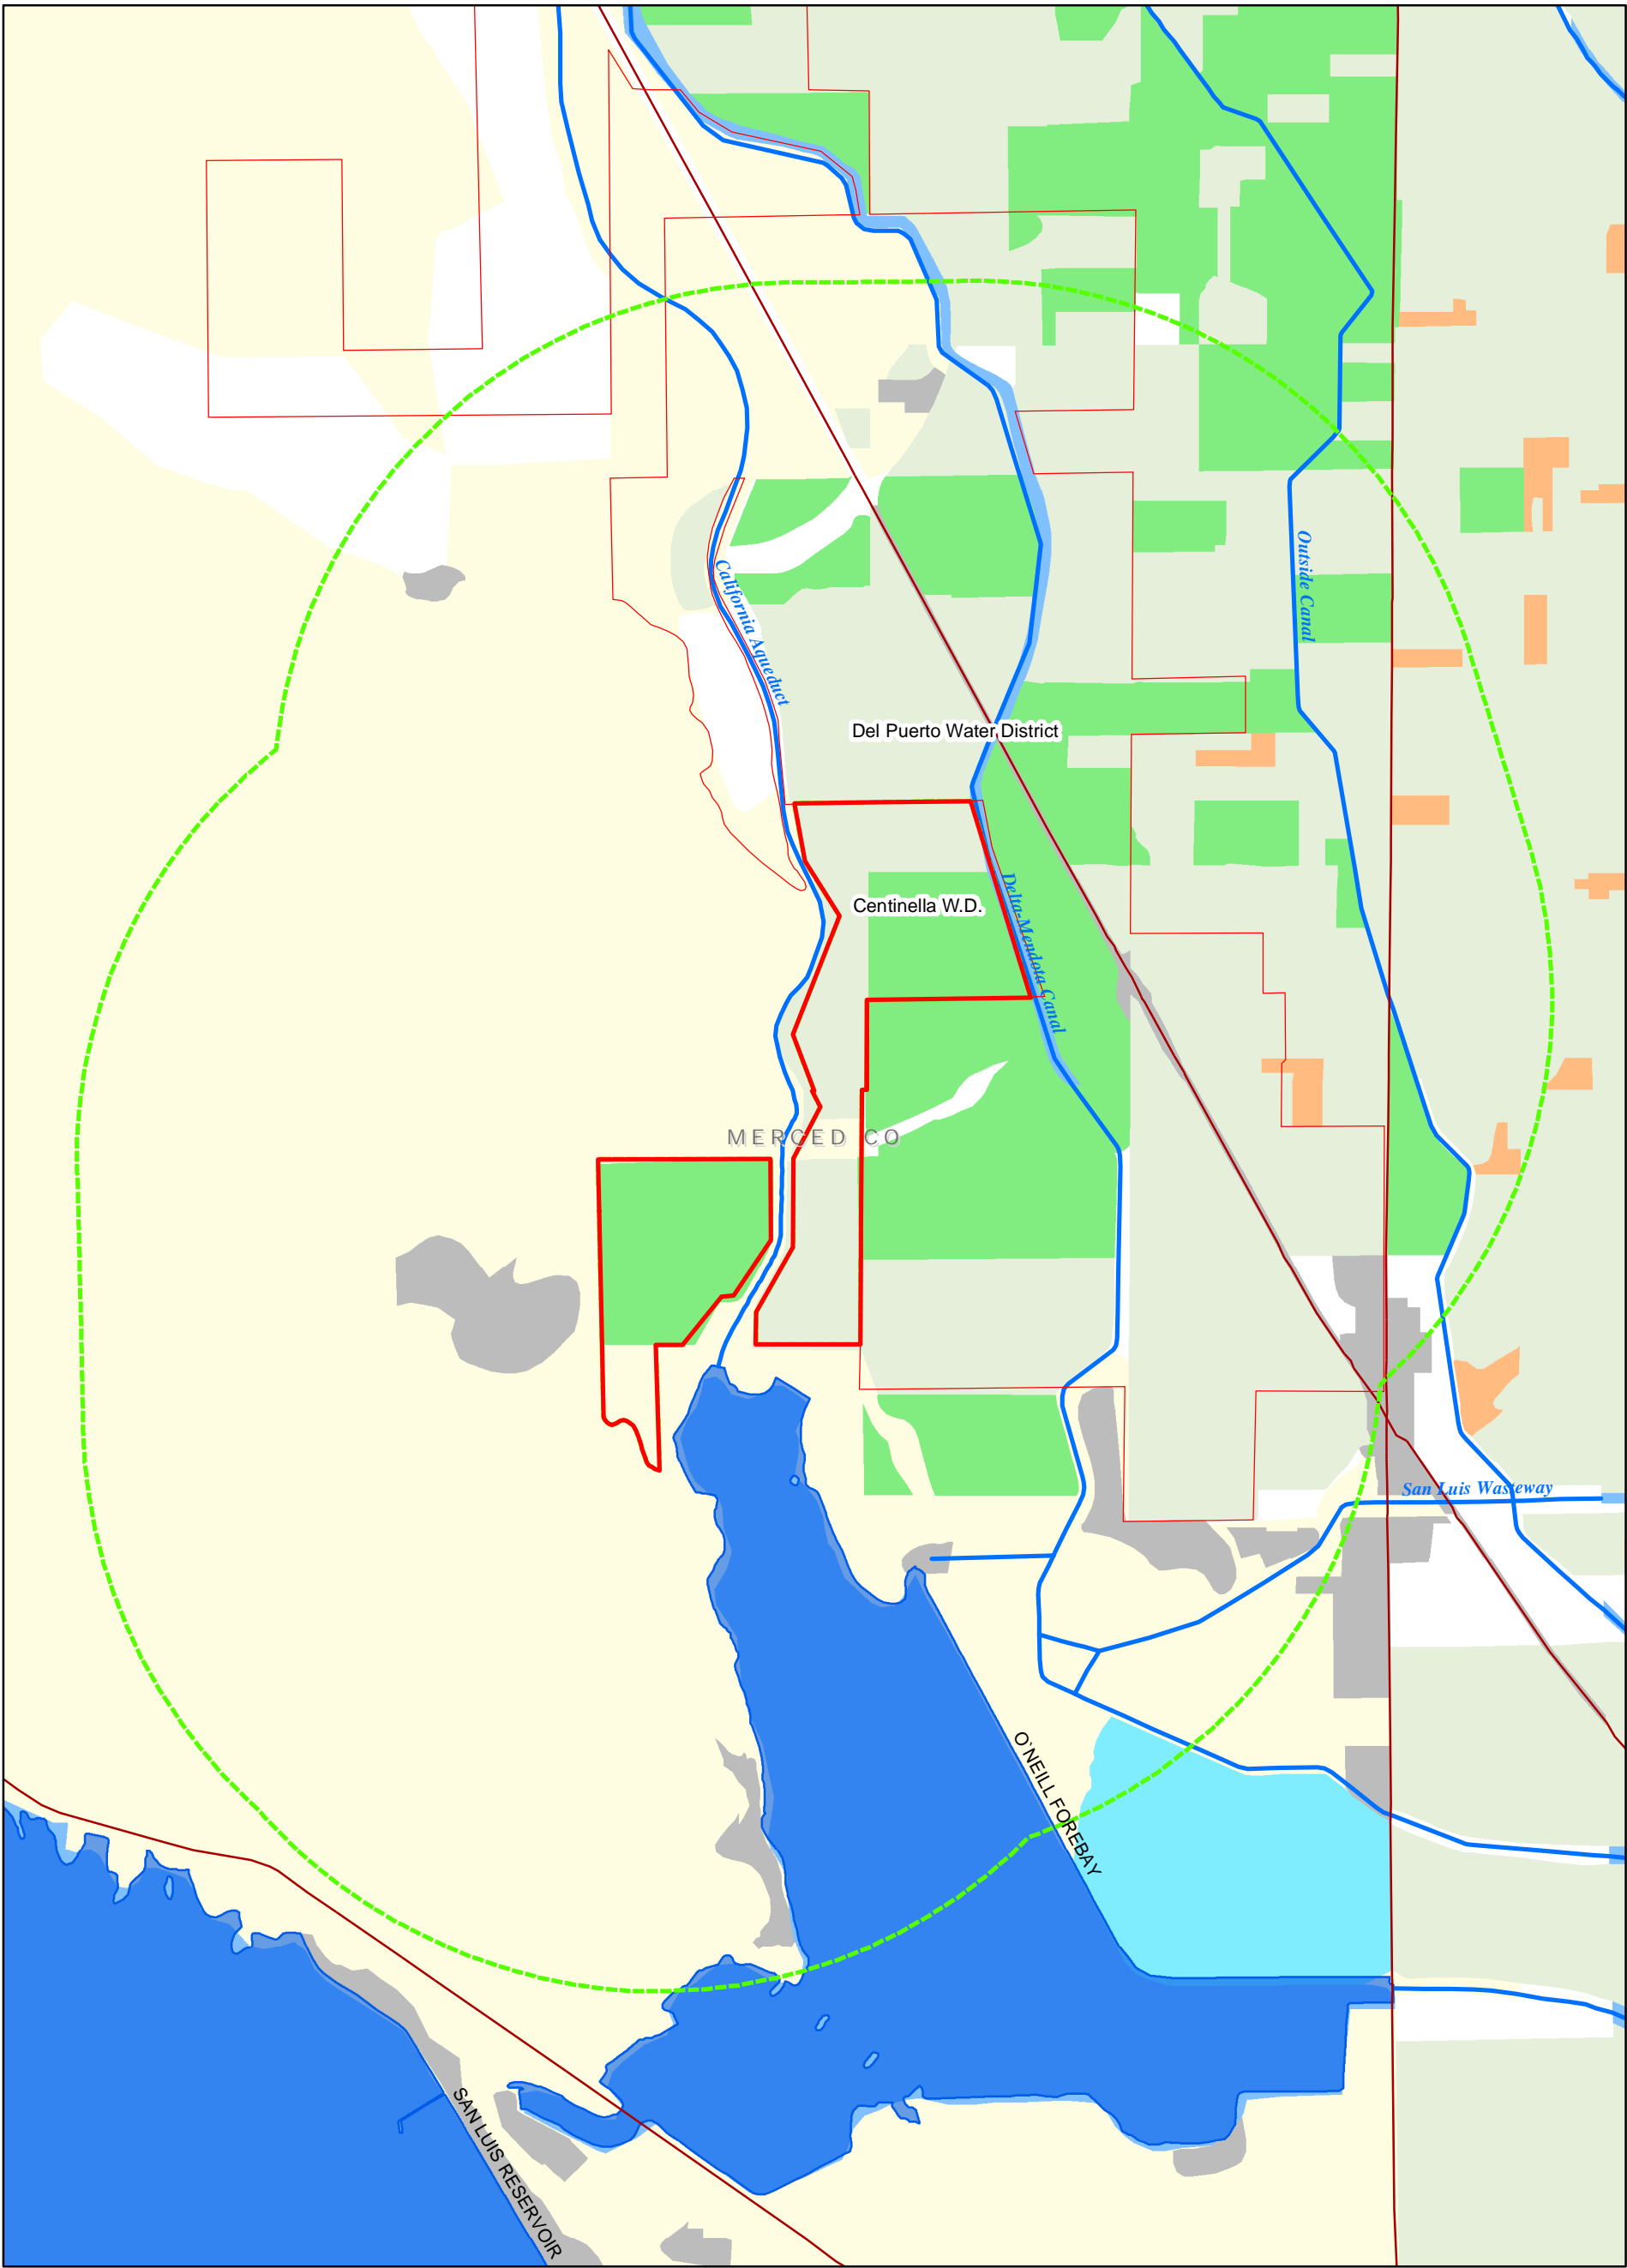 Outside Canal
California Aqueduct
Del Puerto Water District
Centinella W.D.
Delta-Mendota Canal
MERCED CO
San Luis Wasteway
O`NEILL FOREBAY
SAN LUIS RESERVOIR